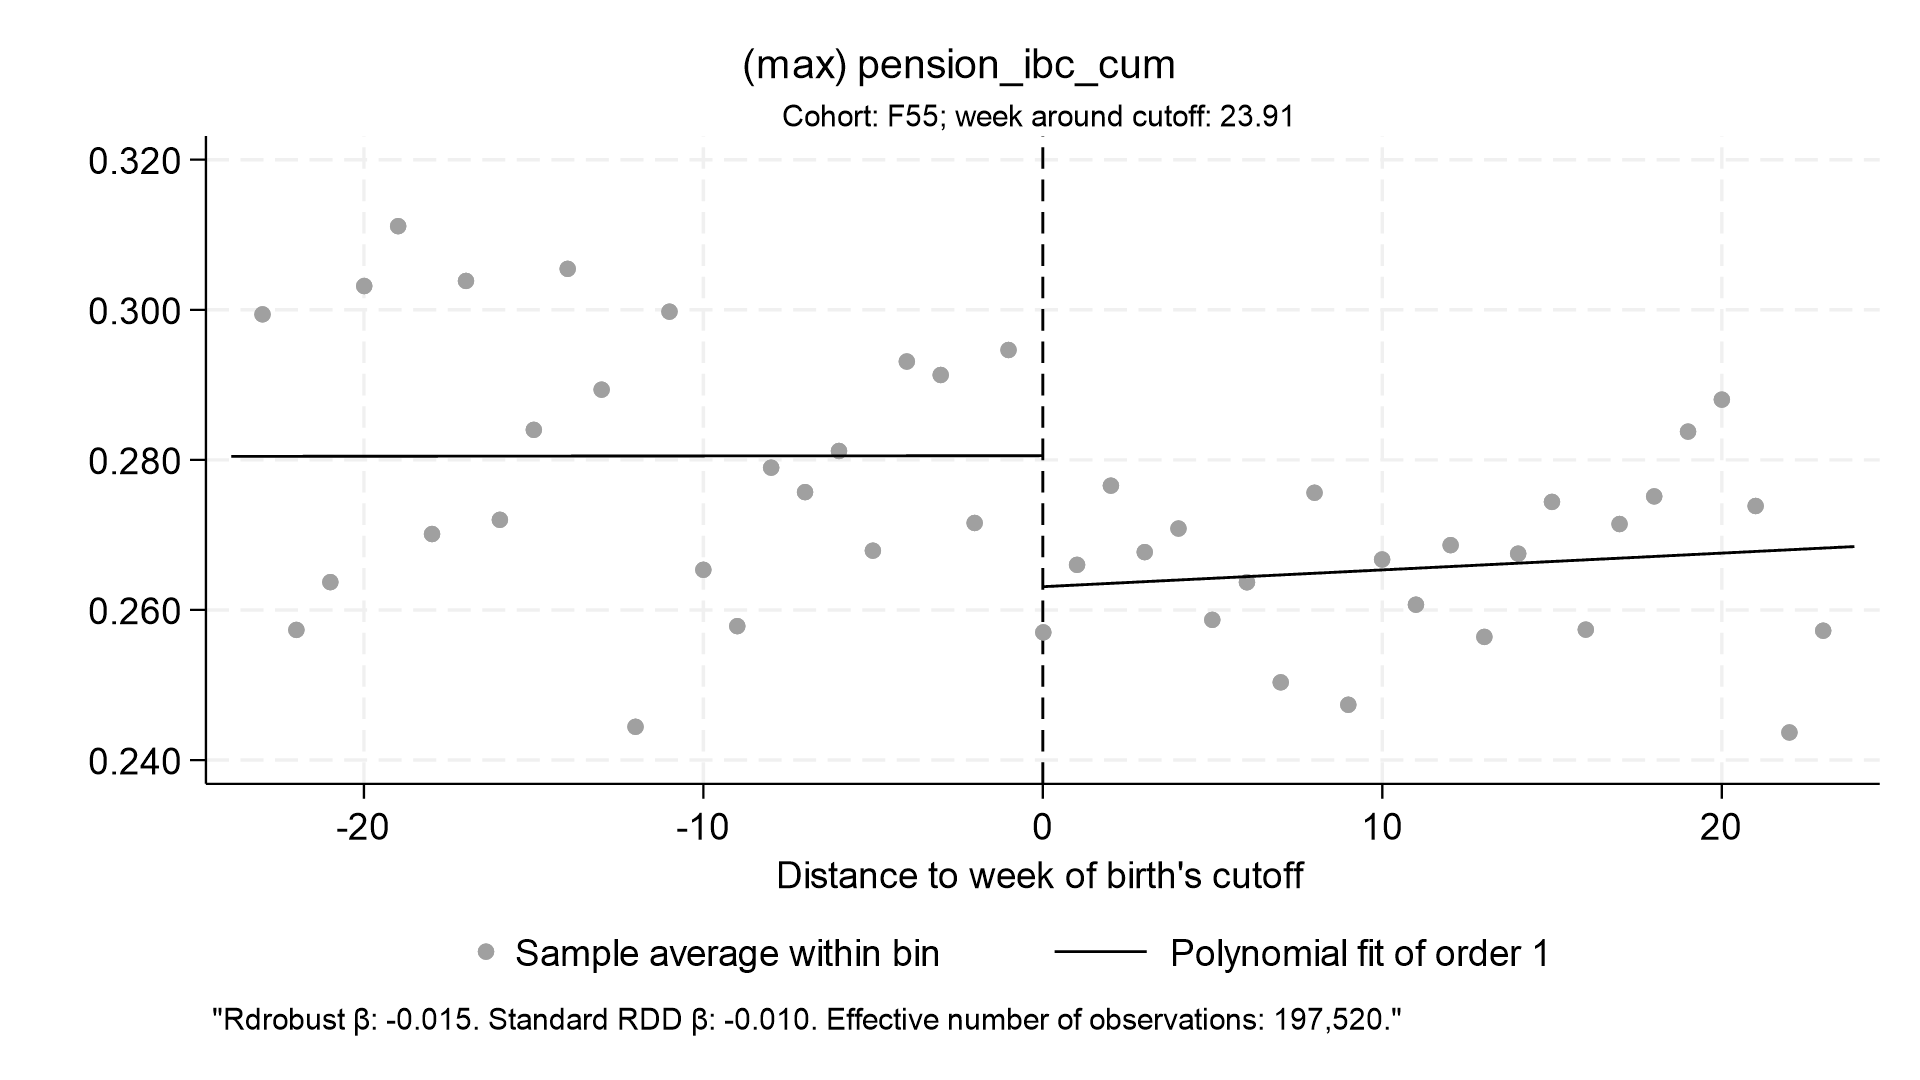 (max) pension_ibc_cum
Cohort: F55; week around cutoff: 23.91
0.320
0.300
0.280
0.260
0.240
-20 -10 0 10 20
Distance to week of birth's cutoff
Sample average within bin Polynomial fit of order 1
"Rdrobust β: -0.015. Standard RDD β: -0.010. Effective number of observations: 197,520."